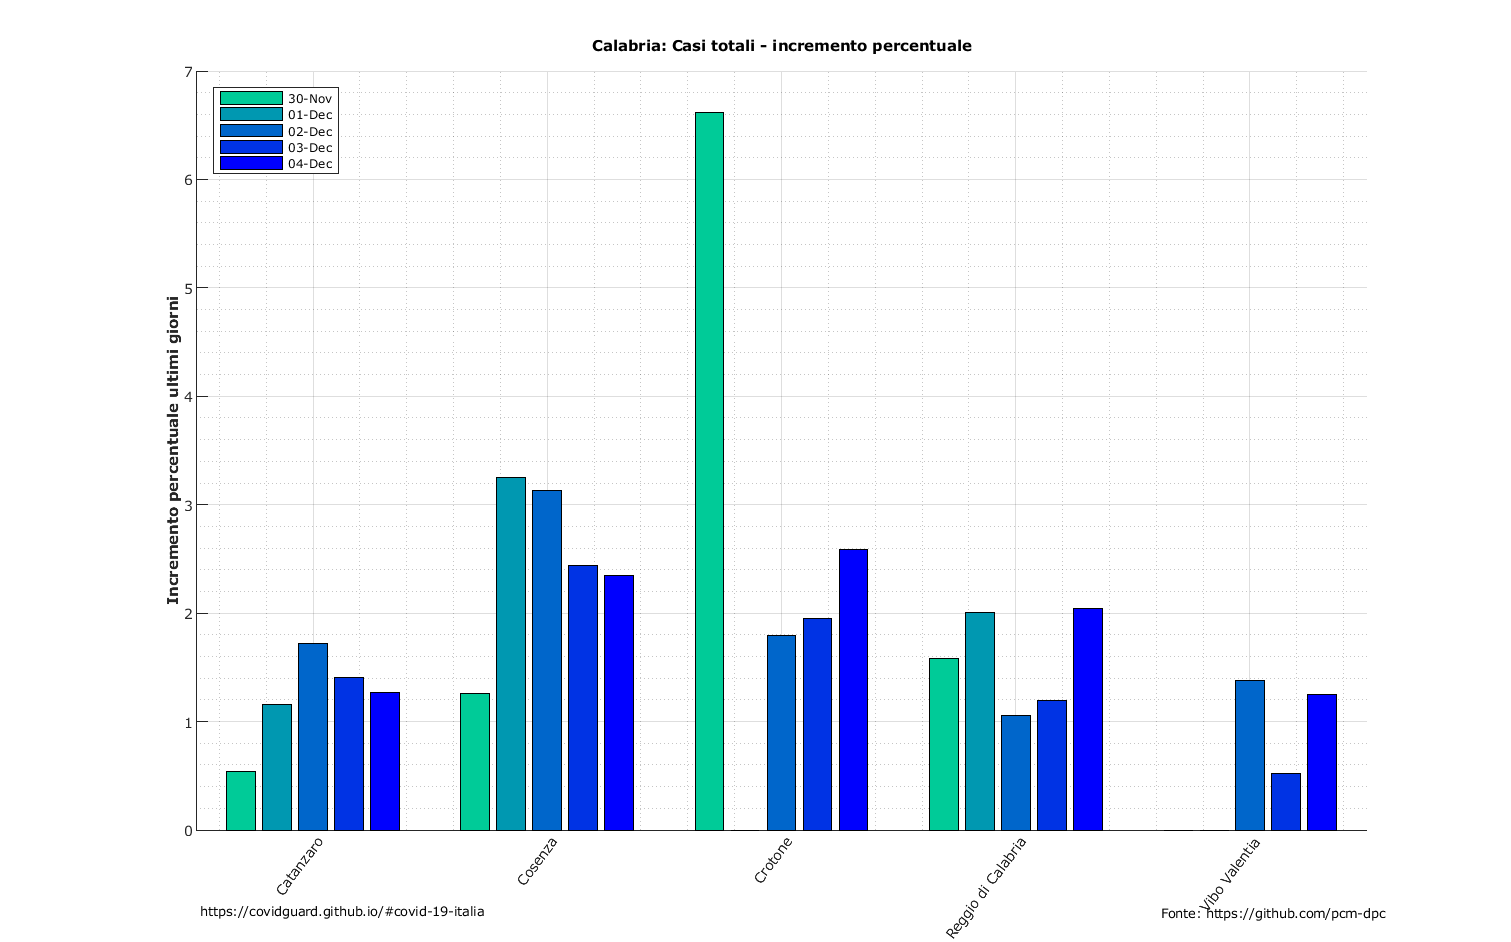 Calabria: Casi totali - incremento percentuale
30-Nov
01-Dec
02-Dec
03-Dec
04-Dec
Incremento percentuale ultimi giorni
7
6
5
4
3
2
1
0
Catanzaro
Cosenza
Crotone
Reggio di Calabria
Vibo Valentia
https://covidguard.github.io/#covid-19-italia
Fonte: https://github.com/pcm-dpc